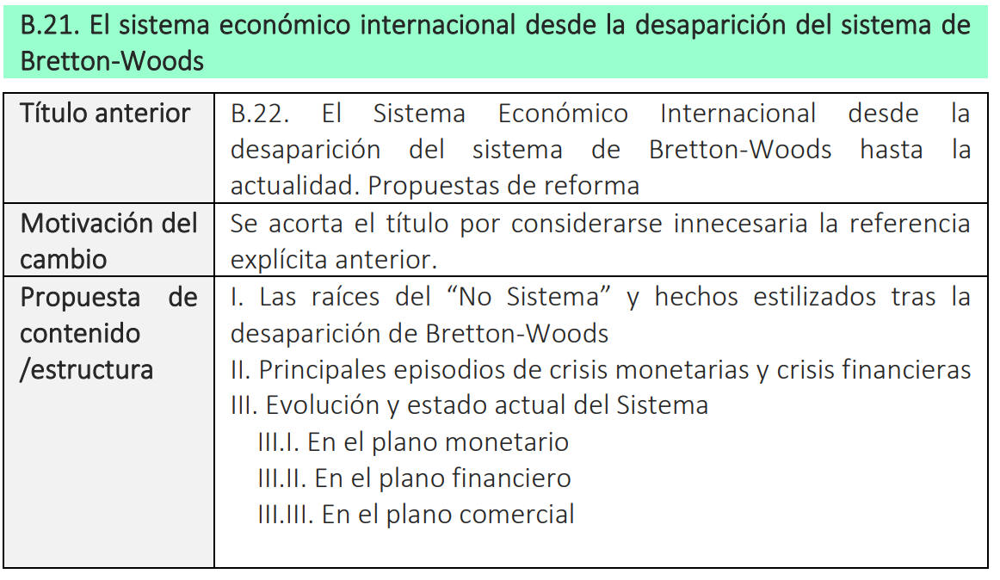 B.21. El sistema económico internacional desde la desaparición del sistema de
Bretton-Woods
Título anterior
B.22. El Sistema Económico Internacional desde la
desaparición del sistema de Bretton-Woods hasta la
actualidad. Propuestas de reforma
Motivación del
cambio
Se acorta el título por considerarse innecesaria la referencia
explícita anterior.
Propuesta de
contenido
/estructura
I. Las raíces del “No Sistema” y hechos estilizados tras la
desaparición de Bretton-Woods
II. Principales episodios de crisis monetarias y crisis financieras
III. Evolución y estado actual del Sistema
III.I. En el plano monetario
III.II. En el plano financiero
III.III. En el plano comercial